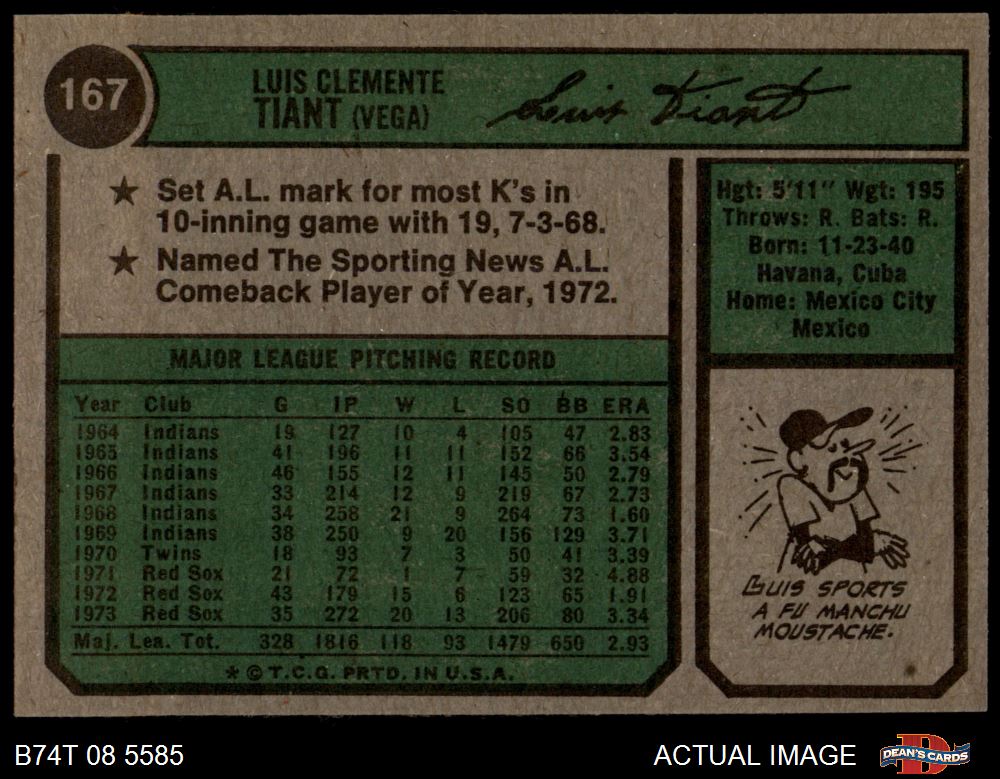 167
LUIS CLEMENTE
TIANT (VEGA)
Luis Tiant
★ Set A.L. mark for most K's in
10-inning game with 19, 7-3-68.
★ Named The Sporting News A.L.
Comeback Player of Year, 1972.
Hgt: 5'11" Wgt: 195
Throws: R. Bats: R.
Born: 11-23-40
Havana, Cuba
Home: Mexico City
Mexico
MAJOR LEAGUE PITCHING RECORD
Year Club G IP W L SO BB ERA
1964 Indians 19 127 10 4 105 47 2.83
1965 Indians 41 196 11 11 152 66 3.54
1966 Indians 46 155 12 11 145 50 2.79
1967 Indians 33 214 12 9 219 67 2.73
1968 Indians 34 258 21 9 264 73 1.60
1969 Indians 38 250 9 20 156 129 3.71
1970 Twins 18 93 7 3 50 41 3.39
1971 Red Sox 21 72 1 7 59 32 4.88
1972 Red Sox 43 179 15 6 123 65 1.91
1973 Red Sox 35 272 20 13 206 80 3.34
Maj. Lea. Tot. 328 1816 118 93 1479 650 2.93
* © T.C.G. PRTD. IN U.S.A.
LUIS SPORTS
A FU MANCHU
MOUSTACHE.
B74T 08 5585
ACTUAL IMAGE
DEAN'S CARDS